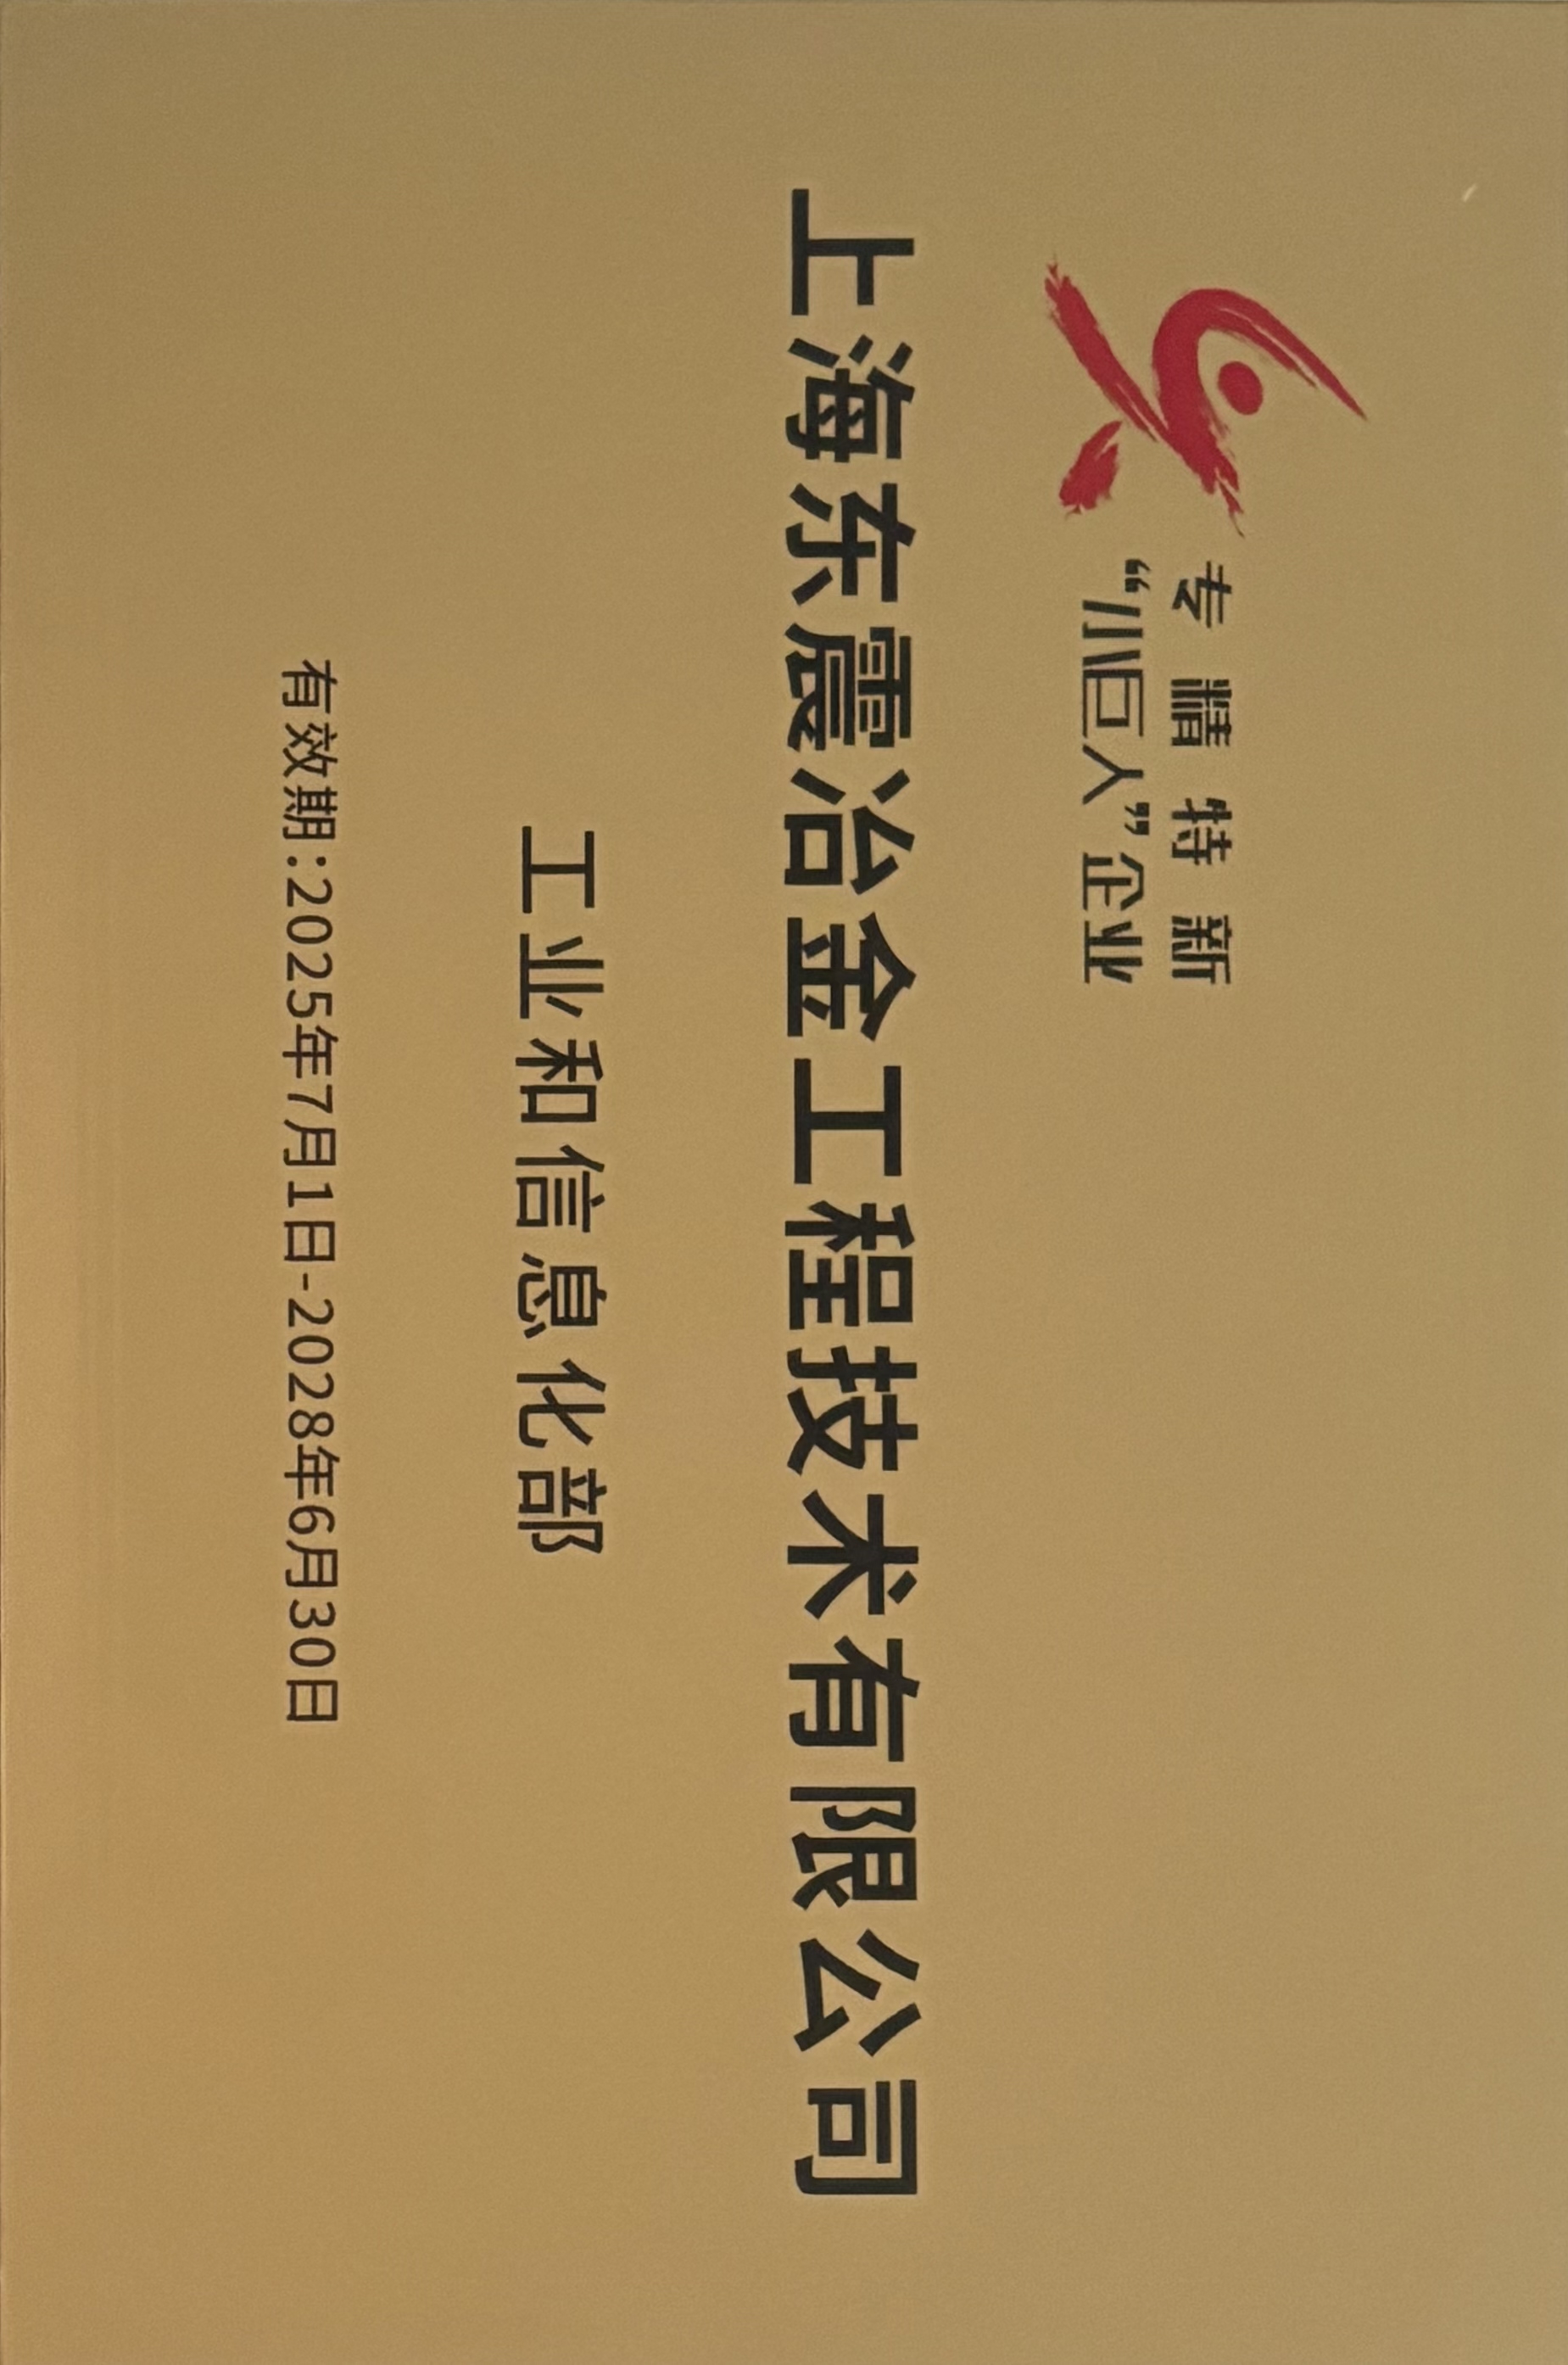 专精特新
”小巨人”企业
上海东震冶金工程技术有限公司
工业和信息化部
有效期:2025年7月1日-2028年6月30日